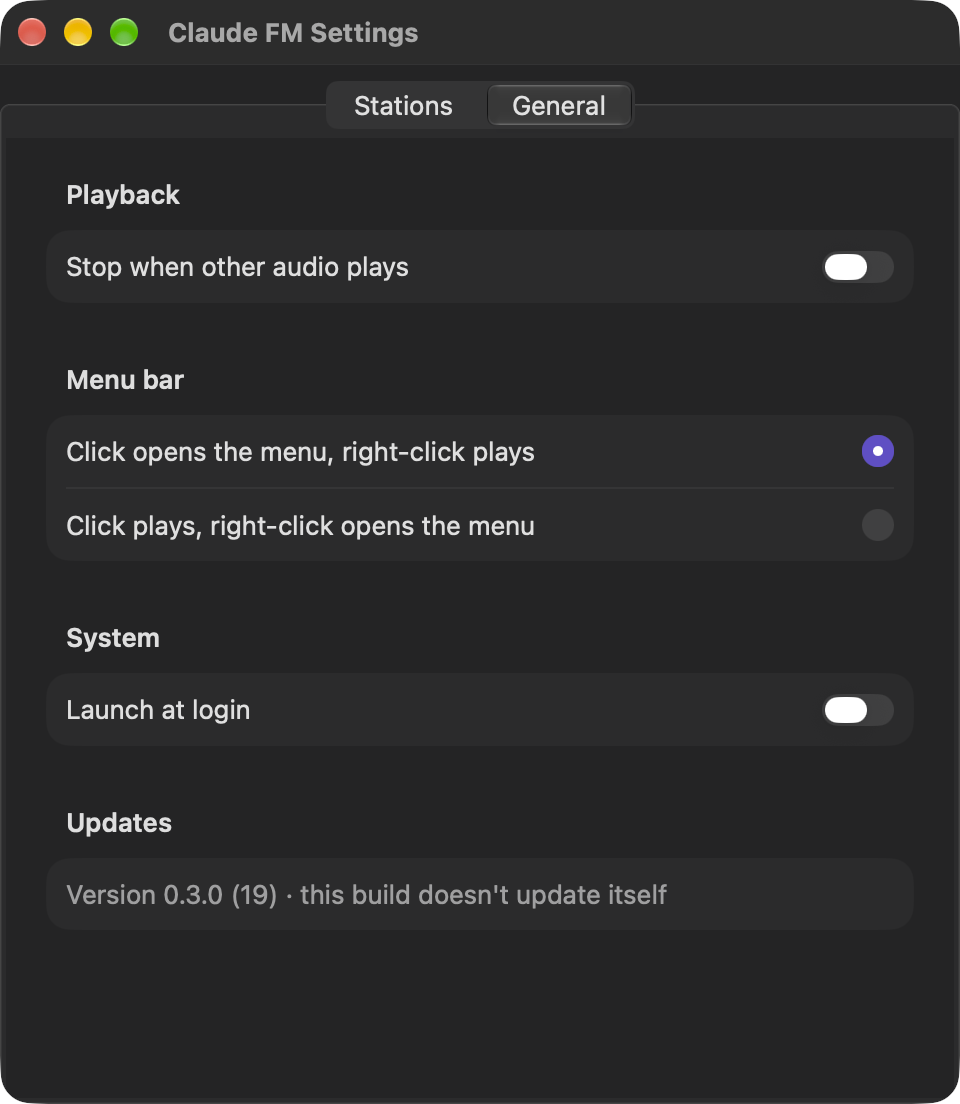 Claude FM Settings
Stations
General
Playback
Stop when other audio plays
Menu bar
Click opens the menu, right-click plays
Click plays, right-click opens the menu
System
Launch at login
Updates
Version 0.3.0 (19) · this build doesn't update itself